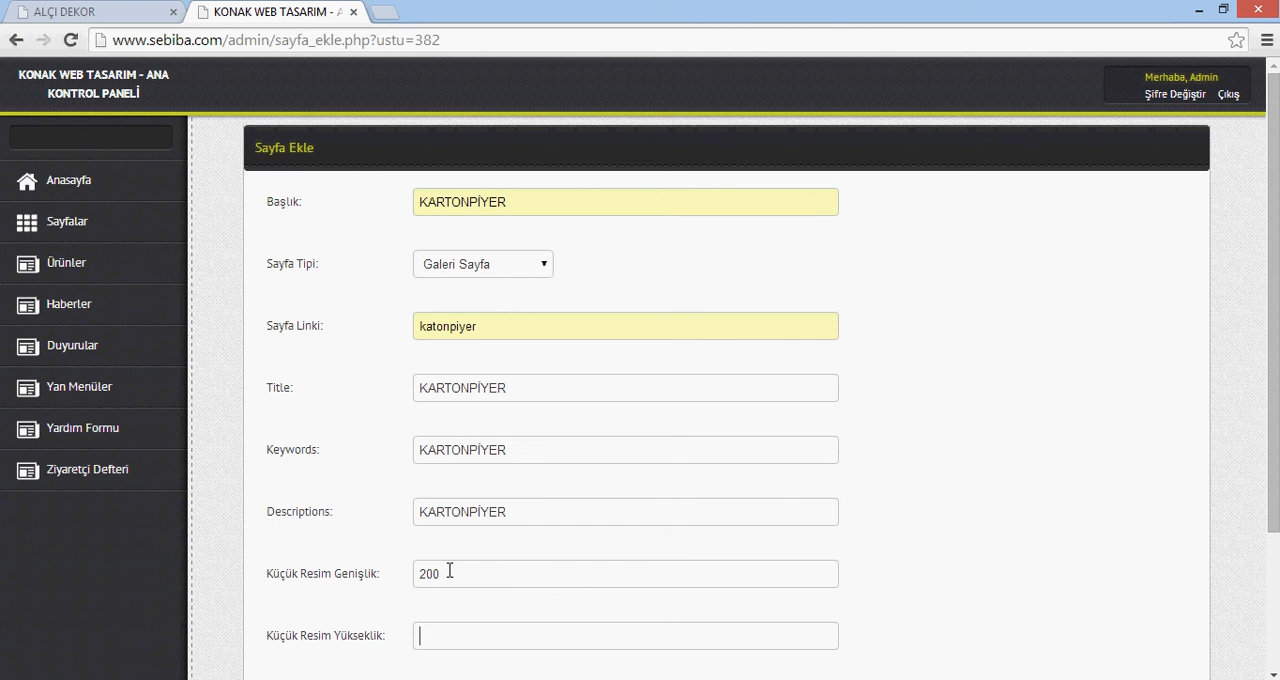 ALÇI DEKOR
KONAK WEB TASARIM - A
www.sebiba.com/admin/sayfa_ekle.php?ustu=382
KONAK WEB TASARIM - ANA
KONTROL PANELİ
Merhaba, Admin
Şifre Değiştir Çıkış
Anasayfa
Sayfalar
Ürünler
Haberler
Duyurular
Yan Menüler
Yardım Formu
Ziyaretçi Defteri
Sayfa Ekle
Başlık: KARTONPİYER
Sayfa Tipi: Galeri Sayfa
Sayfa Linki: katonpiyer
Title: KARTONPİYER
Keywords: KARTONPİYER
Descriptions: KARTONPİYER
Küçük Resim Genişlik: 200
Küçük Resim Yükseklik: